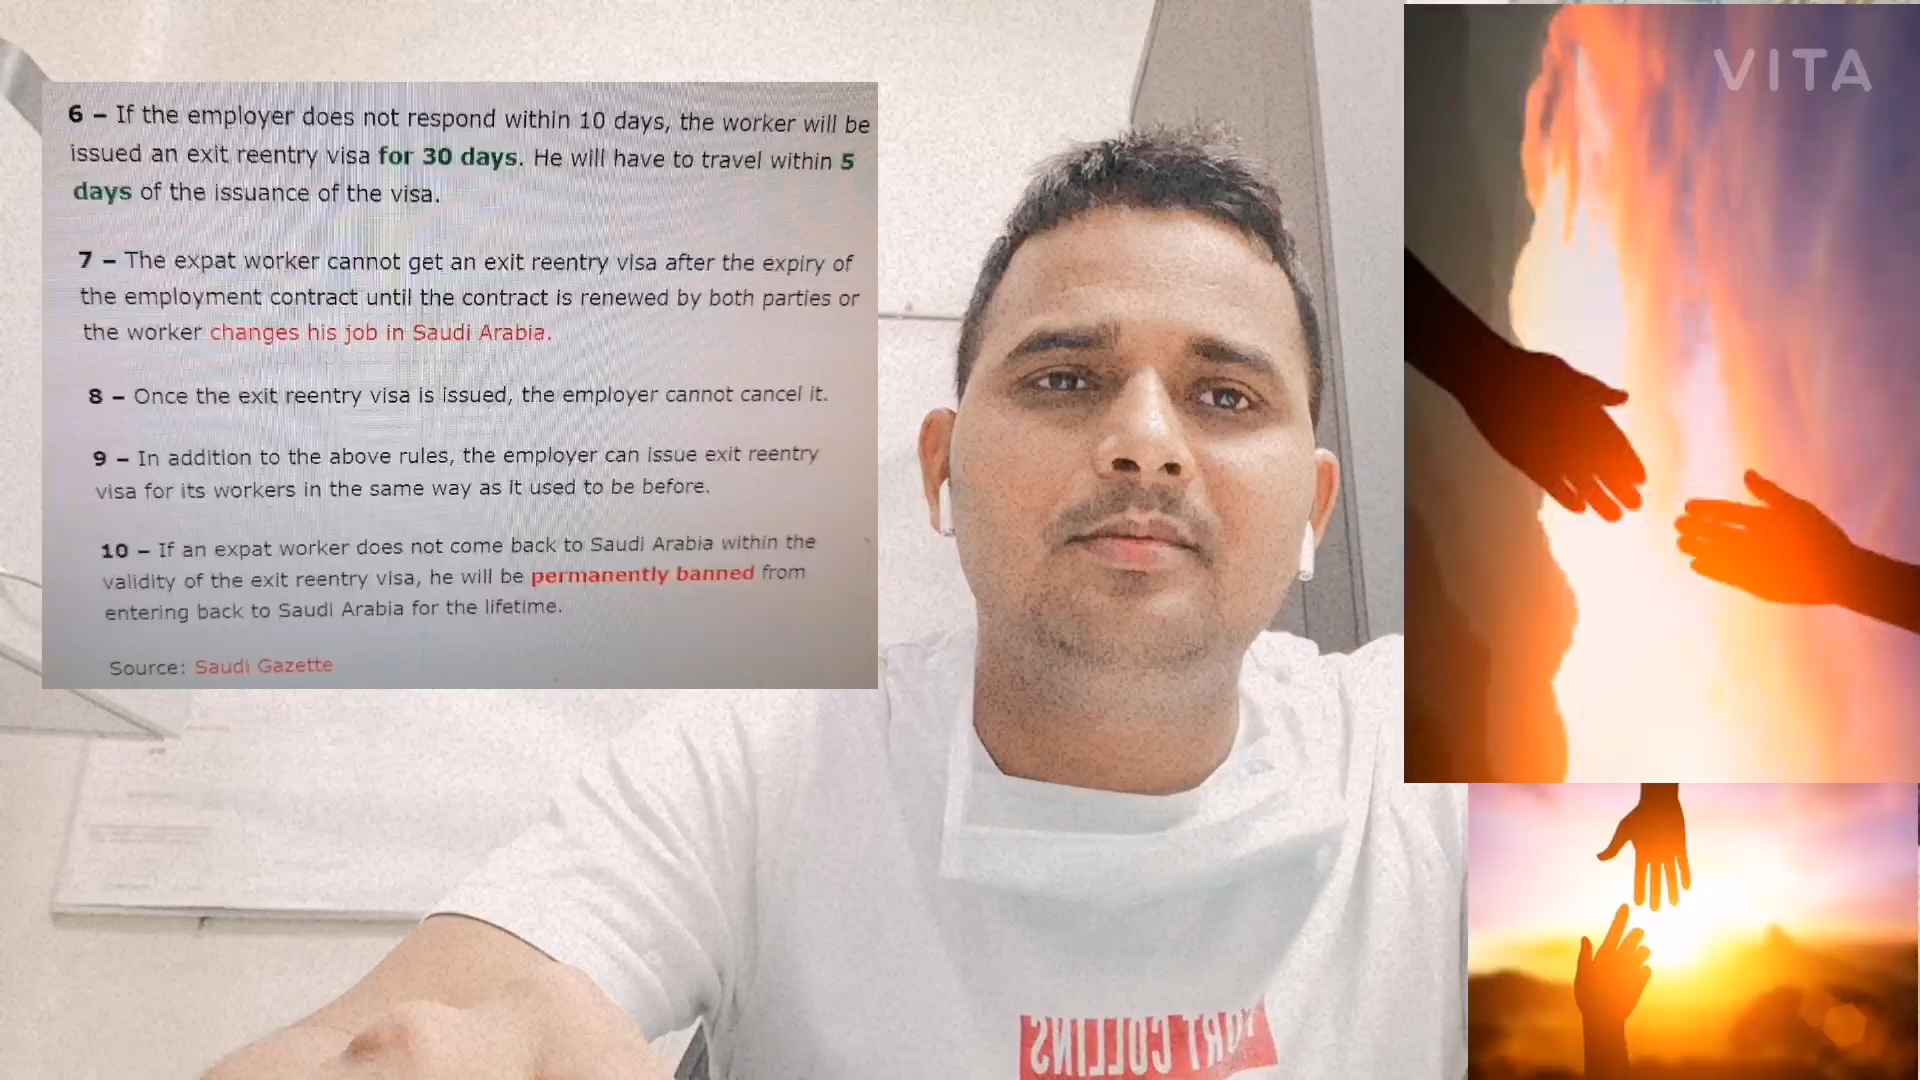 6 – If the employer does not respond within 10 days, the worker will be
issued an exit reentry visa for 30 days. He will have to travel within 5
days of the issuance of the visa.
7 – The expat worker cannot get an exit reentry visa after the expiry of
the employment contract until the contract is renewed by both parties or
the worker changes his job in Saudi Arabia.
8 – Once the exit reentry visa is issued, the employer cannot cancel it.
9 – In addition to the above rules, the employer can issue exit reentry
visa for its workers in the same way as it used to be before.
10 – If an expat worker does not come back to Saudi Arabia within the
validity of the exit reentry visa, he will be permanently banned from
entering back to Saudi Arabia for the lifetime.
Source: Saudi Gazette
VITA
FORT COLLINS